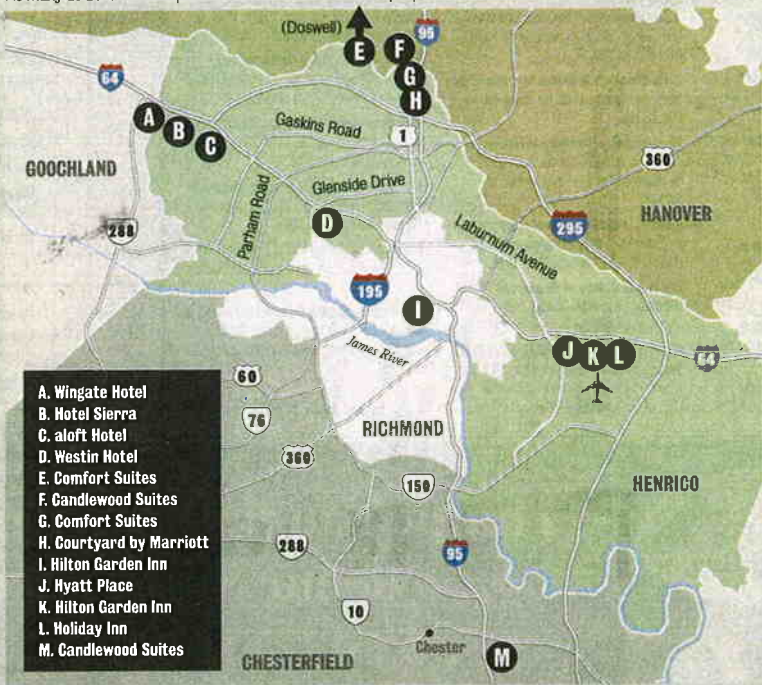 (Doswell)
E
F
95
G
H
64
A
B
C
Gaskins Road
1
360
GOOCHLAND
Glenside Drive
HANOVER
Parham Road
288
D
Laburnum Avenue
295
195
I
James River
J
K
L
64
60
76
RICHMOND
360
150
HENRICO
288
95
10
Chester
M
CHESTERFIELD
A. Wingate Hotel
B. Hotel Sierra
C. aloft Hotel
D. Westin Hotel
E. Comfort Suites
F. Candlewood Suites
G. Comfort Suites
H. Courtyard by Marriott
I. Hilton Garden Inn
J. Hyatt Place
K. Hilton Garden Inn
L. Holiday Inn
M. Candlewood Suites